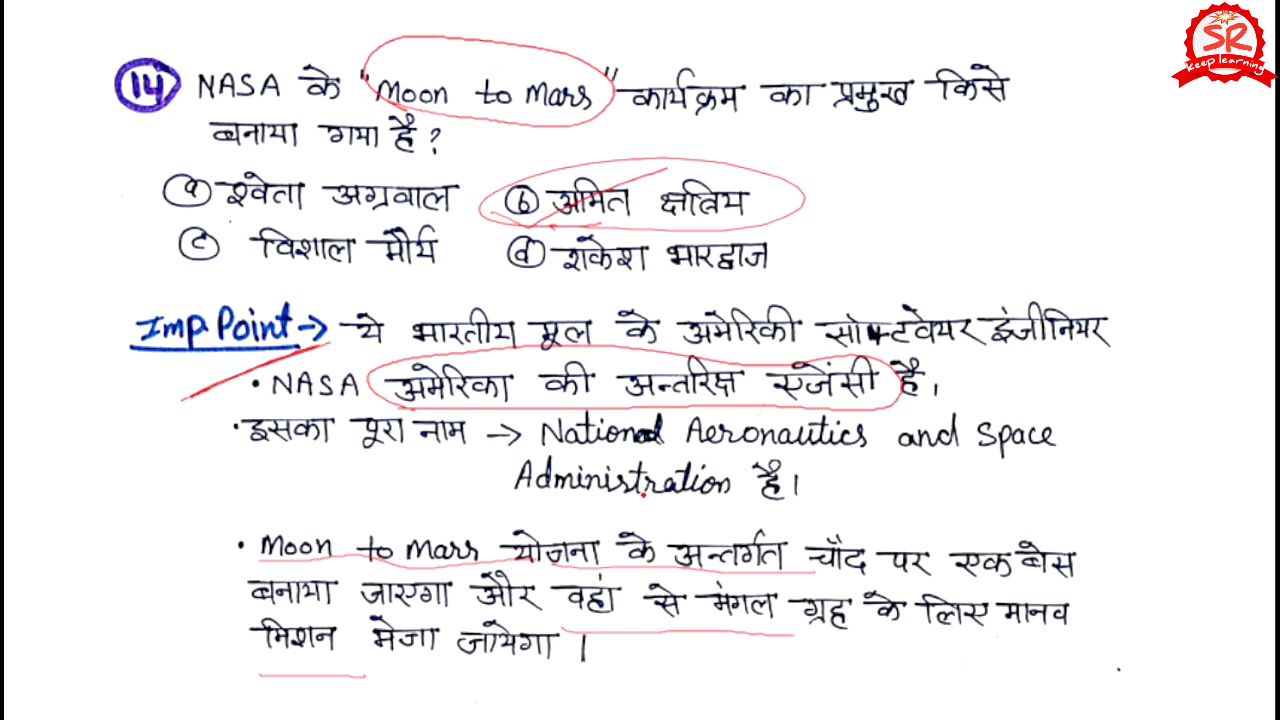 SR
keep learning
14 NASA के "Moon to Mars" कार्यक्रम का प्रमुख किसे
बनाया गया है?
a श्वेता अग्रवाल b अमित क्षत्रिय
c विशाल मौर्य d राकेश भारद्वाज
Imp. Point → ये भारतीय मूल के अमेरिकी सॉफ्टवेयर इंजीनियर
• NASA अमेरिका की अन्तरिक्ष एजेंसी है।
• इसका पूरा नाम → National Aeronautics and Space
Administration है।
• Moon to Mars योजना के अन्तर्गत चाँद पर एक बेस
बनाया जाएगा और वहां से मंगल ग्रह के लिए मानव
मिशन भेजा जायेगा।